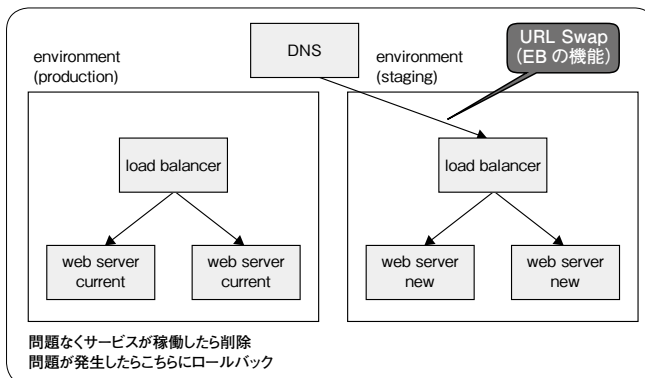 environment
(production)
DNS
environment
(staging)
URL Swap
(EB の機能)
load balancer
load balancer
web server
current
web server
current
web server
new
web server
new
問題なくサービスが稼働したら削除
問題が発生したらこちらにロールバック